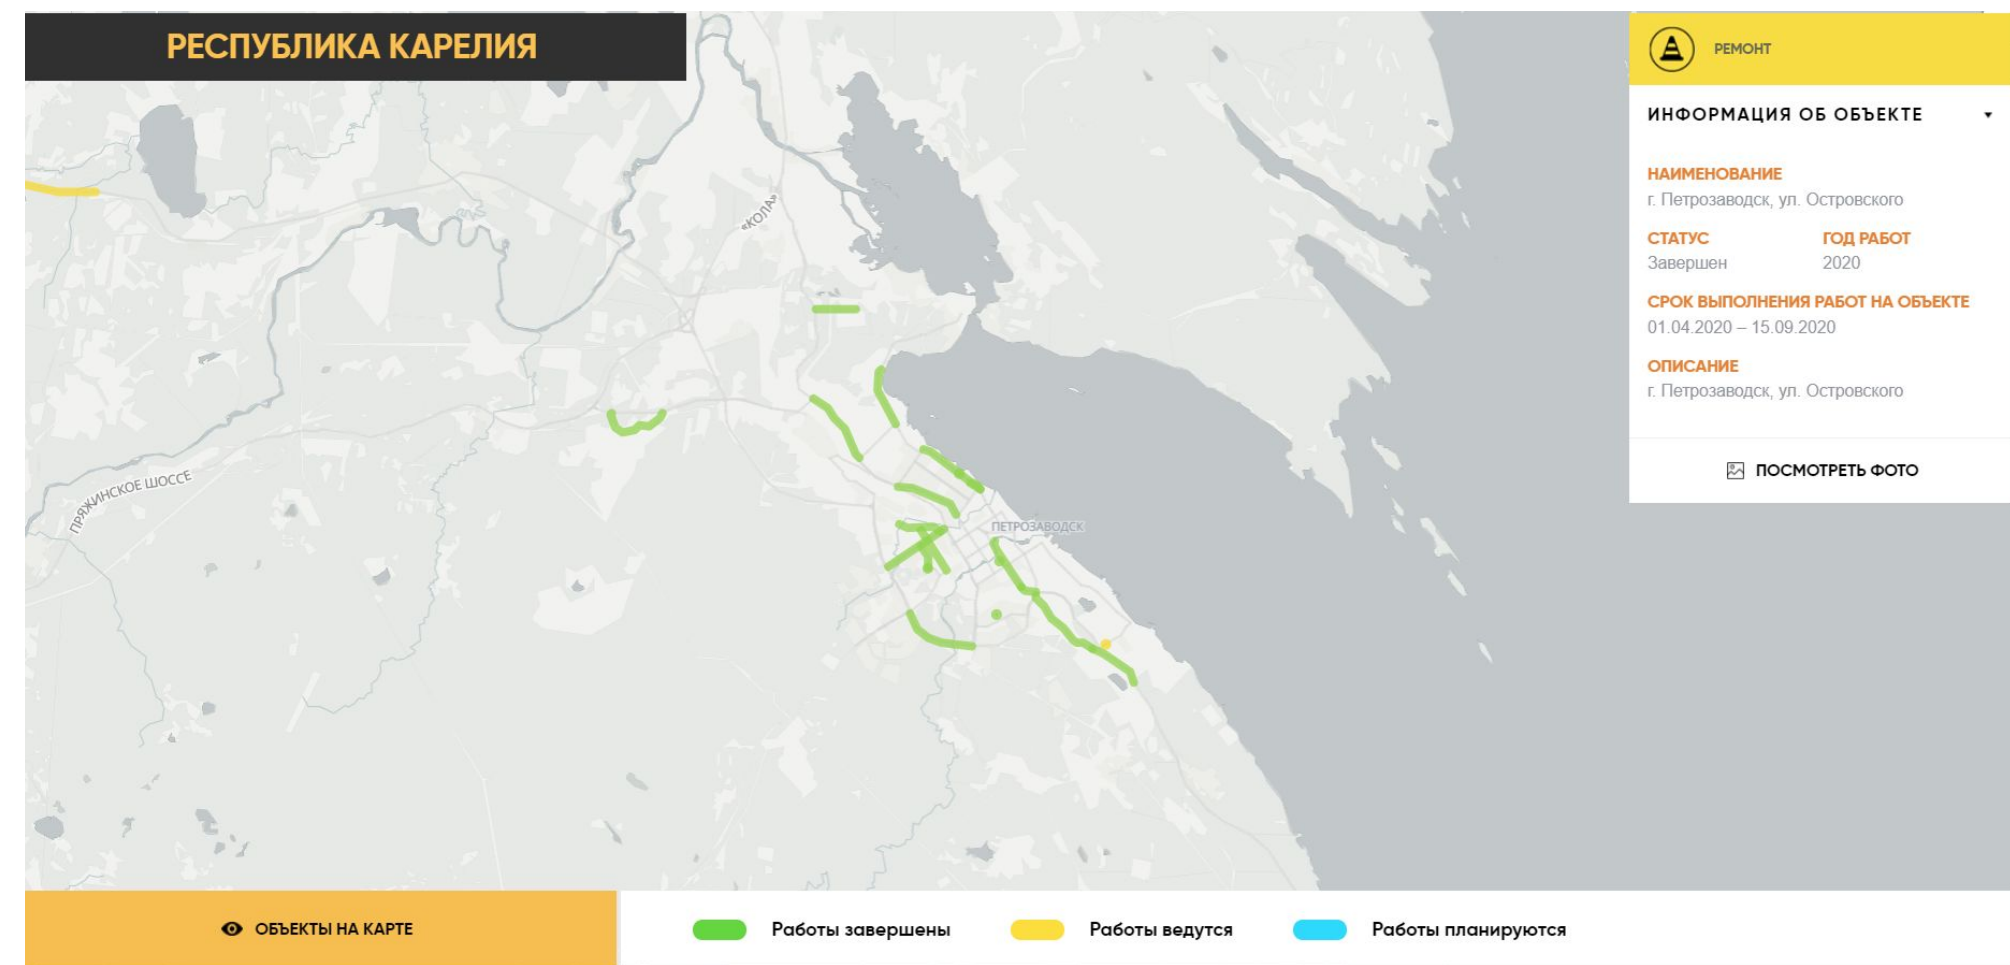 РЕСПУБЛИКА КАРЕЛИЯ
РЕМОНТ
ИНФОРМАЦИЯ ОБ ОБЪЕКТЕ
НАИМЕНОВАНИЕ
г. Петрозаводск, ул. Островского
СТАТУС ГОД РАБОТ
Завершен 2020
СРОК ВЫПОЛНЕНИЯ РАБОТ НА ОБЪЕКТЕ
01.04.2020 – 15.09.2020
ОПИСАНИЕ
г. Петрозаводск, ул. Островского
ПОСМОТРЕТЬ ФОТО
«КОЛА»
ПРЯЖИНСКОЕ ШОССЕ
ПЕТРОЗАВОДСК
ОБЪЕКТЫ НА КАРТЕ
Работы завершены Работы ведутся Работы планируются